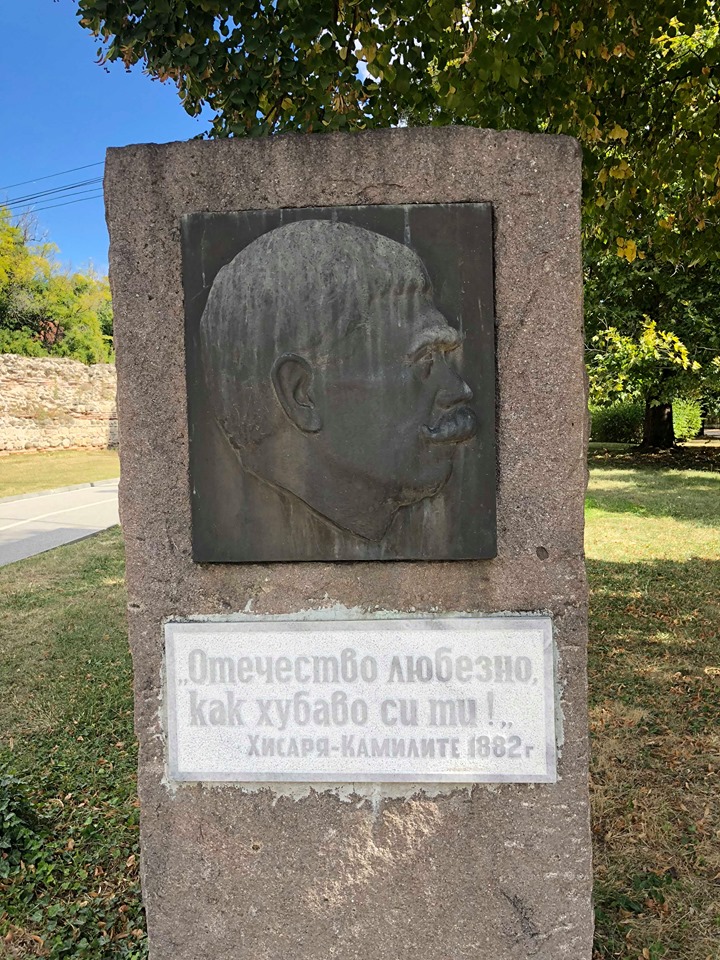 „Отечество любезно,
как хубаво си ти!„
Хисаря-Камилите 1882г